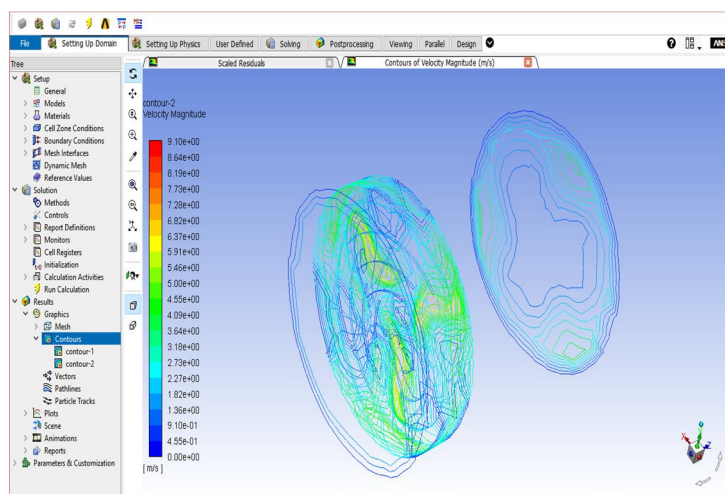 File
Setting Up Domain
Setting Up Physics
User Defined
Solving
Postprocessing
Viewing
Parallel
Design
ANS
Tree
Scaled Residuals
Contours of Velocity Magnitude (m/s)
Setup
General
Models
Materials
Cell Zone Conditions
Boundary Conditions
Mesh Interfaces
Dynamic Mesh
Reference Values
Solution
Methods
Controls
Report Definitions
Monitors
Cell Registers
Initialization
Calculation Activities
Run Calculation
Results
Graphics
Mesh
Contours
contour-1
contour-2
Vectors
Pathlines
Particle Tracks
Plots
Scene
Animations
Reports
Parameters & Customization
contour-2
Velocity Magnitude
9.10e+00
8.64e+00
8.19e+00
7.73e+00
7.28e+00
6.82e+00
6.37e+00
5.91e+00
5.46e+00
5.00e+00
4.55e+00
4.09e+00
3.64e+00
3.18e+00
2.73e+00
2.27e+00
1.82e+00
1.36e+00
9.10e-01
4.55e-01
0.00e+00
[ m/s ]
X
Z